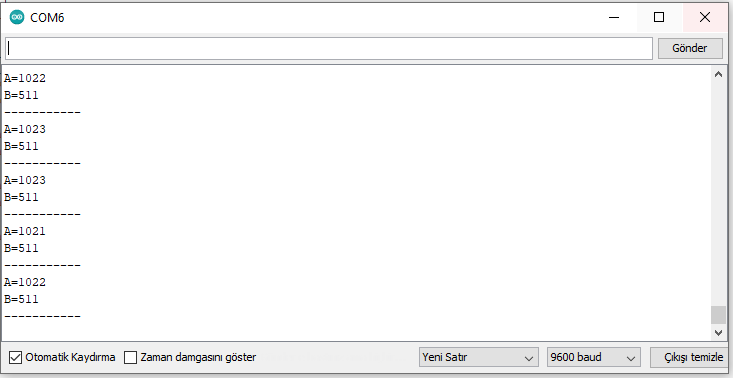 COM6
Gönder
A=1022
B=511
-----------
A=1023
B=511
-----------
A=1023
B=511
-----------
A=1021
B=511
-----------
A=1022
B=511
-----------
Otomatik Kaydırma Zaman damgasını göster Yeni Satır 9600 baud Çıkışı temizle